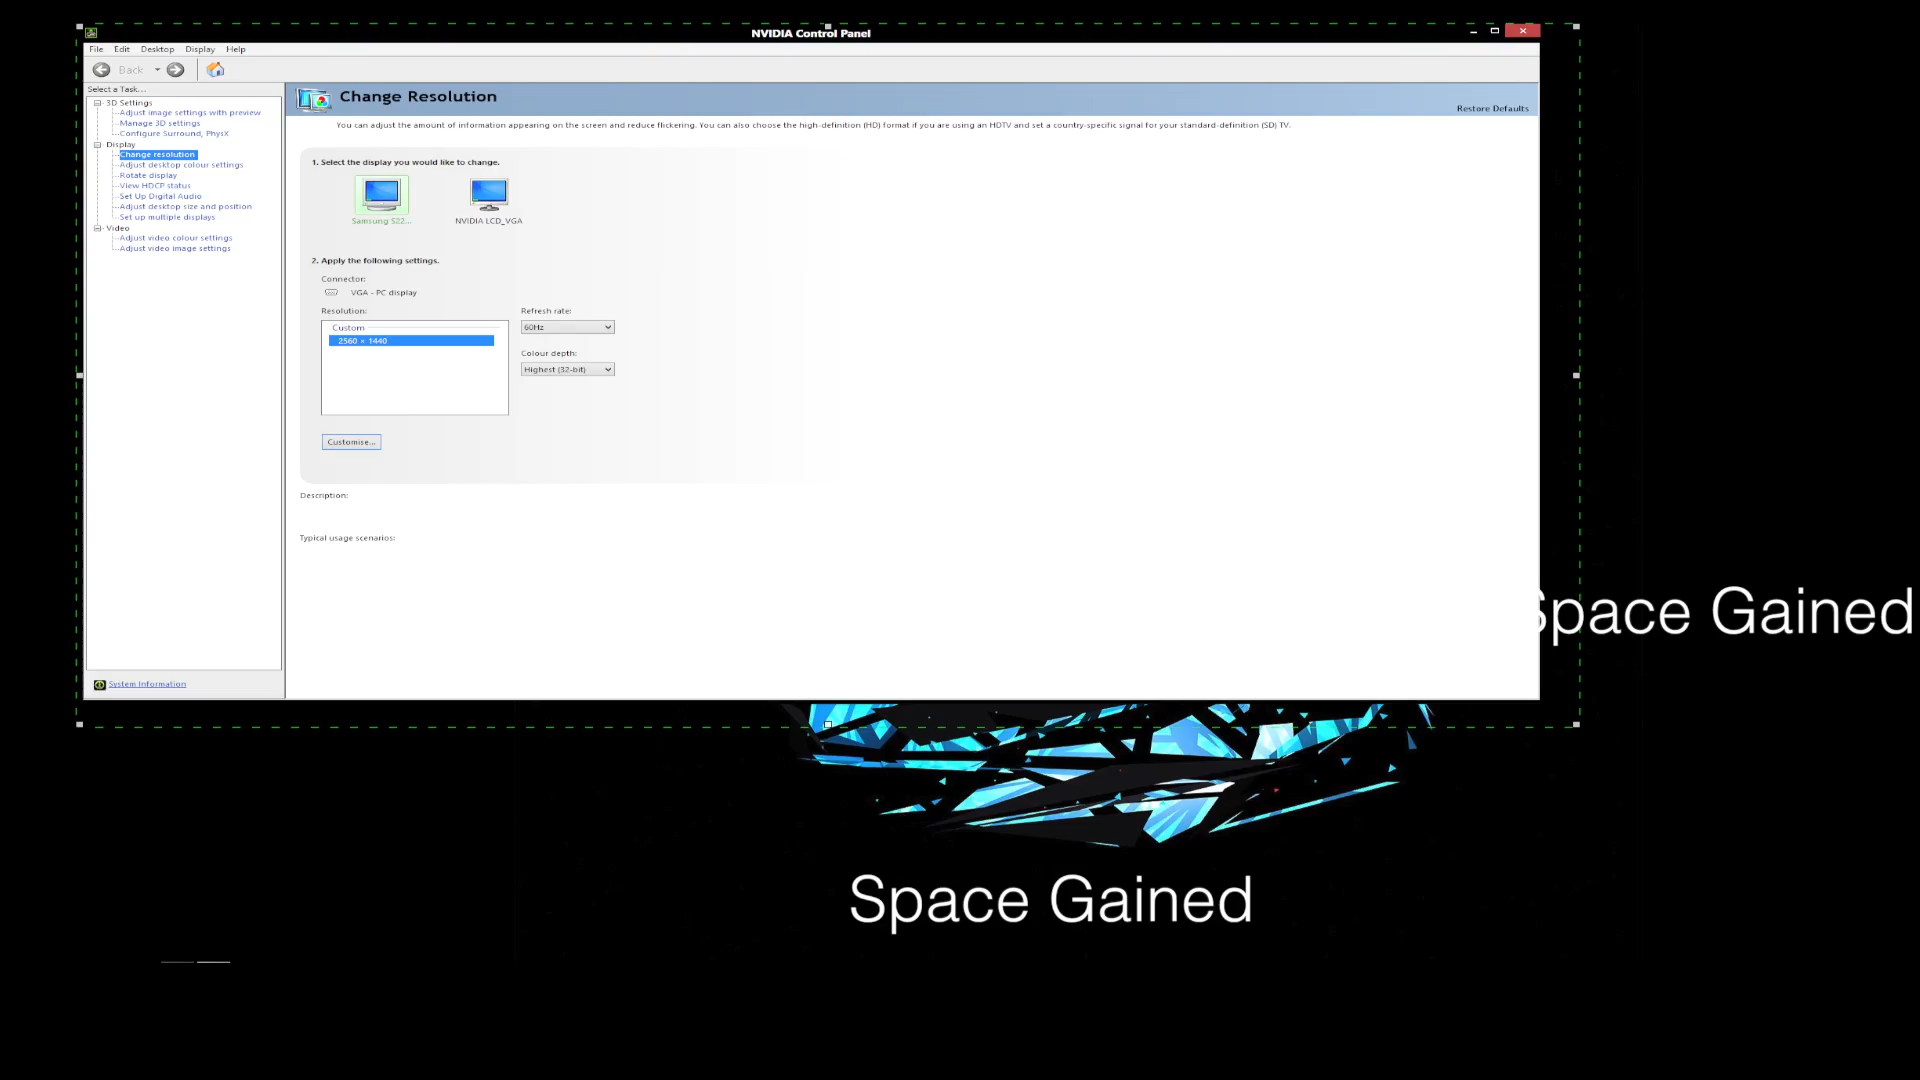 NVIDIA Control Panel
File Edit Desktop Display Help
Back
Select a Task...
3D Settings
Adjust image settings with preview
Manage 3D settings
Configure Surround, PhysX
Display
Change resolution
Adjust desktop colour settings
Rotate display
View HDCP status
Set Up Digital Audio
Adjust desktop size and position
Set up multiple displays
Video
Adjust video colour settings
Adjust video image settings
System Information
Change Resolution
Restore Defaults
You can adjust the amount of information appearing on the screen and reduce flickering. You can also choose the high-definition (HD) format if you are using an HDTV and set a country-specific signal for your standard-definition (SD) TV.
1. Select the display you would like to change.
Samsung S22...
NVIDIA LCD_VGA
2. Apply the following settings.
Connector:
VGA - PC display
Resolution:
Refresh rate:
Custom
60Hz
2560 × 1440
Colour depth:
Highest (32-bit)
Customise...
Description:
Typical usage scenarios:
Space Gained
Space Gained